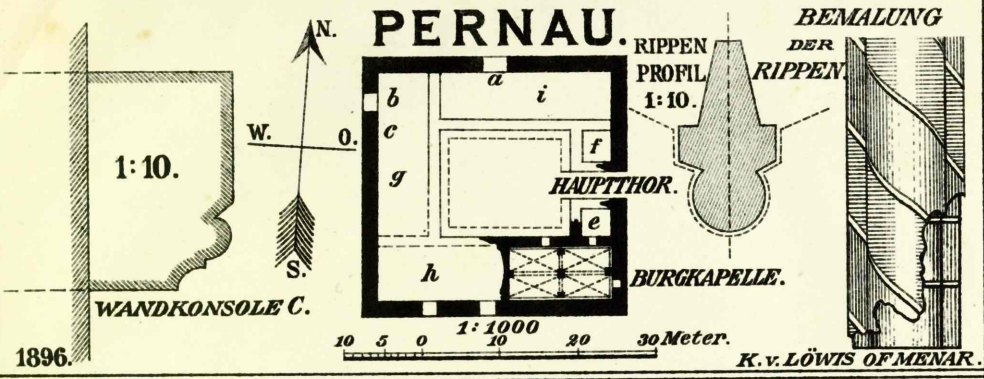 PERNAU.
BEMALUNG
DER
RIPPEN.
RIPPEN
PROFIL
1:10.
N.
W.
O.
S.
1:10.
WANDKONSOLE C.
a
b
i
c
f
g
HAUPTTHOR.
e
h
BURGKAPELLE.
1:1000
10 5 0 10 20 30 Meter.
1896.
K. v. LÖWIS OF MENAR.